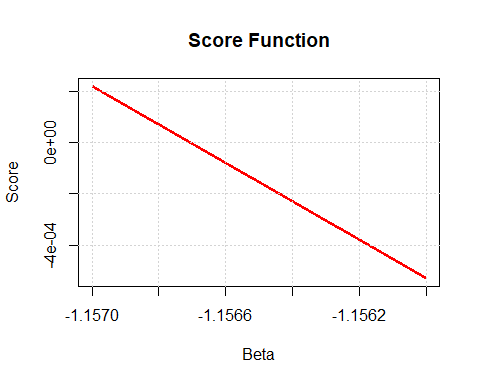 Score Function
Score
0e+00
-4e-04
-1.1570
-1.1566
-1.1562
Beta